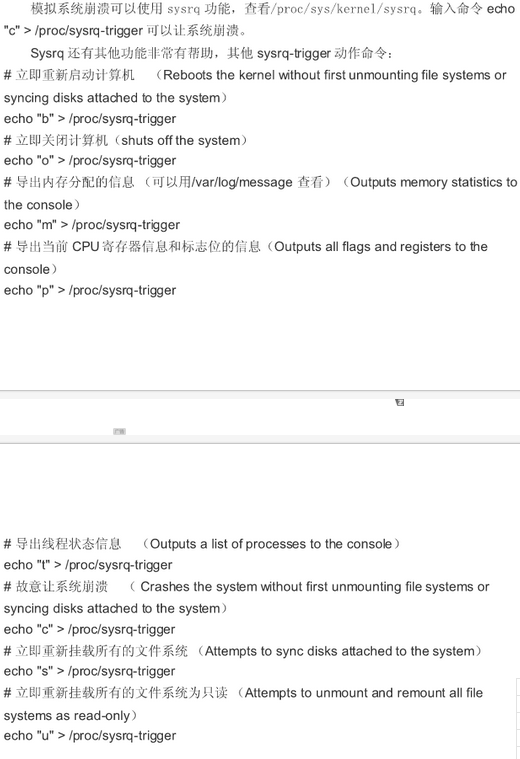 模拟系统崩溃可以使用 sysrq 功能，查看/proc/sys/kernel/sysrq。输入命令 echo
"c" > /proc/sysrq-trigger 可以让系统崩溃。
Sysrq 还有其他功能非常有帮助，其他 sysrq-trigger 动作命令：
# 立即重新启动计算机 （Reboots the kernel without first unmounting file systems or
syncing disks attached to the system）
echo "b" > /proc/sysrq-trigger
# 立即关闭计算机（shuts off the system）
echo "o" > /proc/sysrq-trigger
# 导出内存分配的信息 （可以用/var/log/message 查看）（Outputs memory statistics to
the console）
echo "m" > /proc/sysrq-trigger
# 导出当前 CPU 寄存器信息和标志位的信息（Outputs all flags and registers to the
console）
echo "p" > /proc/sysrq-trigger
# 导出线程状态信息 （Outputs a list of processes to the console）
echo "t" > /proc/sysrq-trigger
# 故意让系统崩溃 （ Crashes the system without first unmounting file systems or
syncing disks attached to the system）
echo "c" > /proc/sysrq-trigger
# 立即重新挂载所有的文件系统 （Attempts to sync disks attached to the system）
echo "s" > /proc/sysrq-trigger
# 立即重新挂载所有的文件系统为只读 （Attempts to unmount and remount all file
systems as read-only）
echo "u" > /proc/sysrq-trigger